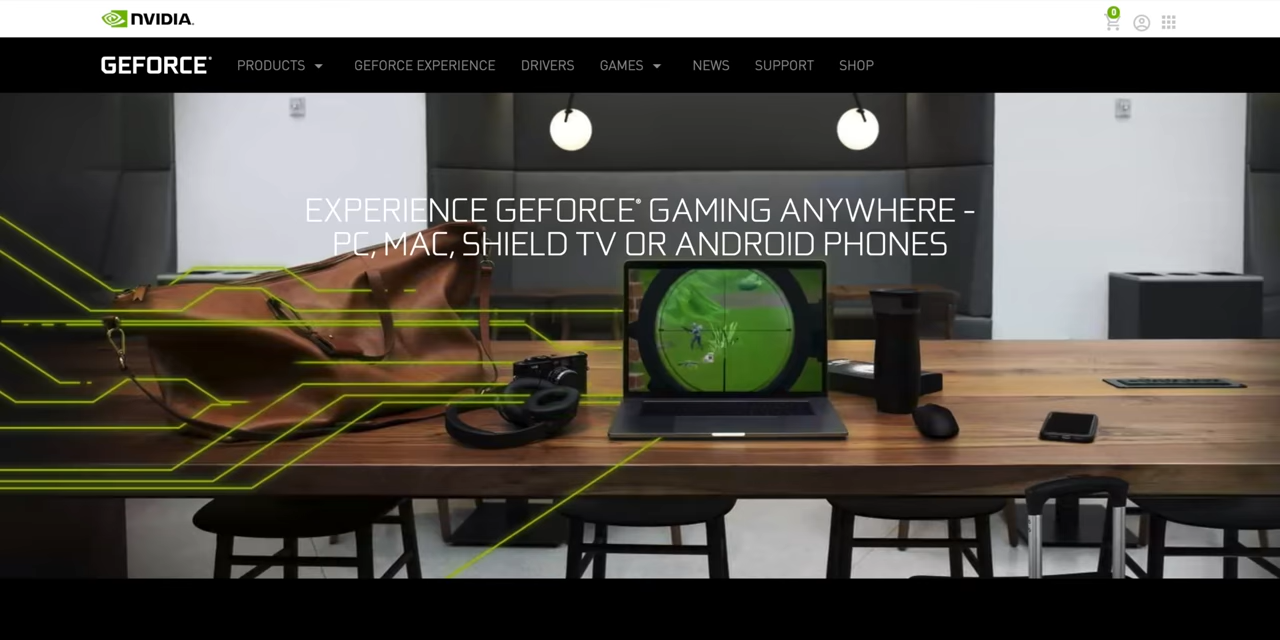 NVIDIA.
0
GEFORCE®
PRODUCTS
GEFORCE EXPERIENCE
DRIVERS
GAMES
NEWS
SUPPORT
SHOP
EXPERIENCE GEFORCE® GAMING ANYWHERE -
PC, MAC, SHIELD TV OR ANDROID PHONES